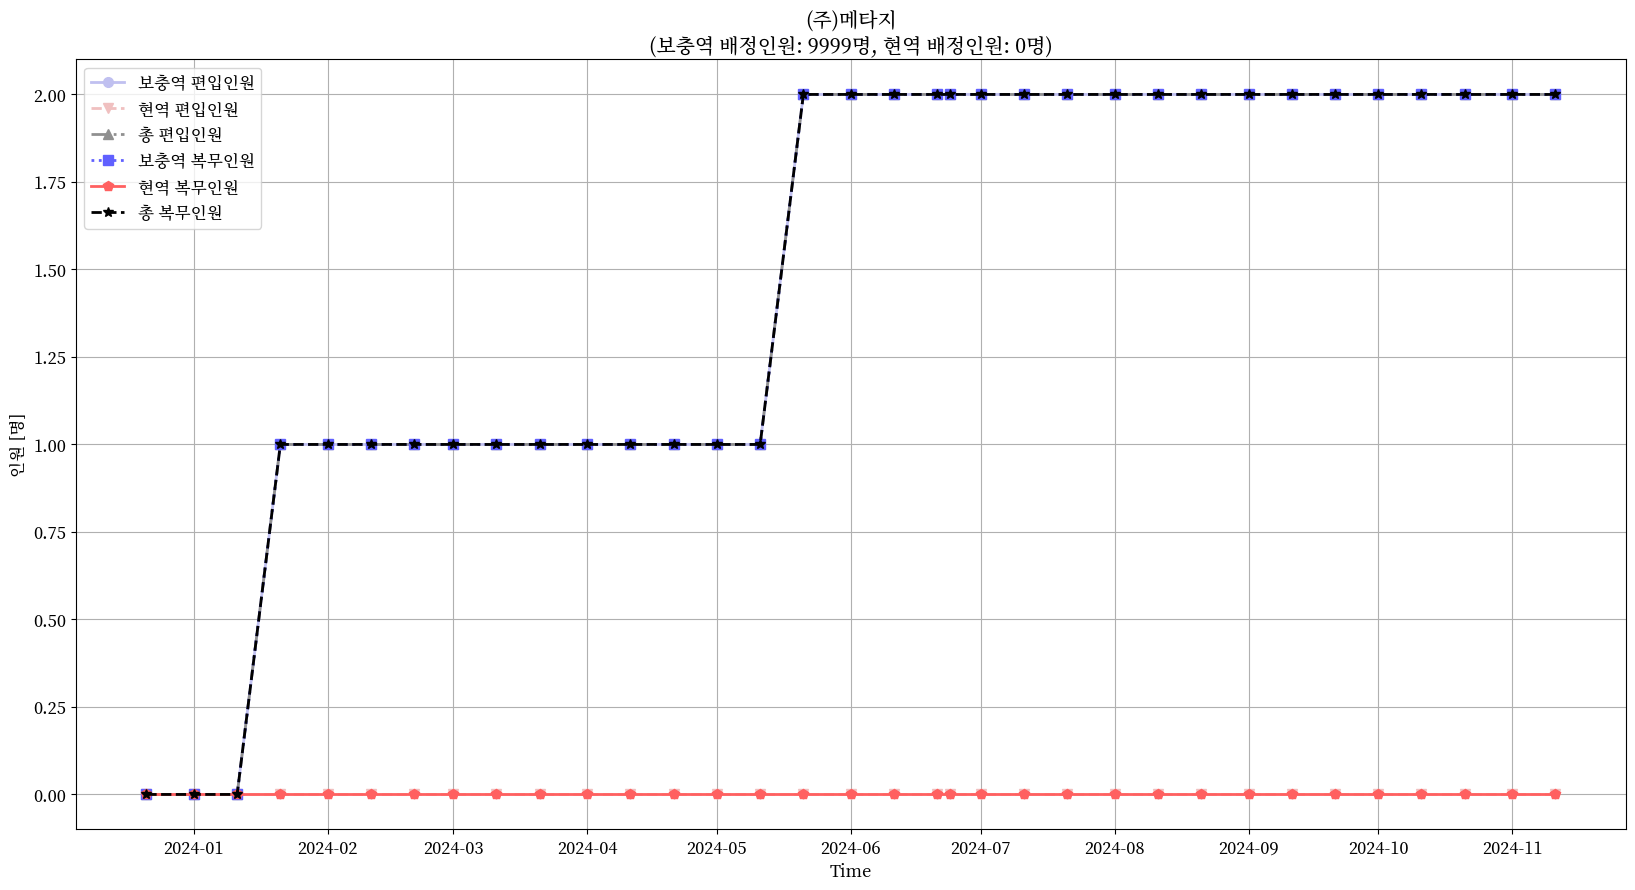 (주)메타지
(보충역 배정인원: 9999명, 현역 배정인원: 0명)
보충역 편입인원
현역 편입인원
총 편입인원
보충역 복무인원
현역 복무인원
총 복무인원
2.00
1.75
1.50
1.25
1.00
0.75
0.50
0.25
0.00
인원 [명]
2024-01 2024-02 2024-03 2024-04 2024-05 2024-06 2024-07 2024-08 2024-09 2024-10 2024-11
Time